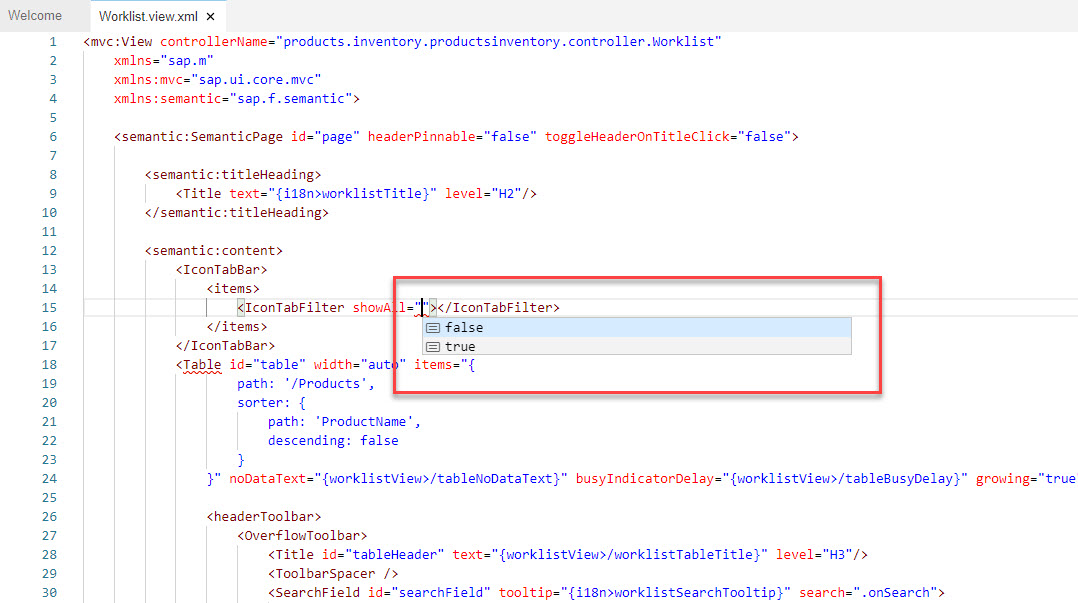 Welcome
Worklist.view.xml ×
1 <mvc:View controllerName="products.inventory.productsinventory.controller.Worklist"
2 xmlns="sap.m"
3 xmlns:mvc="sap.ui.core.mvc"
4 xmlns:semantic="sap.f.semantic">
5
6 <semantic:SemanticPage id="page" headerPinnable="false" toggleHeaderOnTitleClick="false">
7
8 <semantic:titleHeading>
9 <Title text="{i18n>worklistTitle}" level="H2"/>
10 </semantic:titleHeading>
11
12 <semantic:content>
13 <IconTabBar>
14 <items>
15 <IconTabFilter showAll=""></IconTabFilter>
false
16 </items>
true
17 </IconTabBar>
18 <Table id="table" width="auto" items="{
19 path: '/Products',
20 sorter: {
21 path: 'ProductName',
22 descending: false
23 }
24 }" noDataText="{worklistView>/tableNoDataText}" busyIndicatorDelay="{worklistView>/tableBusyDelay}" growing="true
25
26 <headerToolbar>
27 <OverflowToolbar>
28 <Title id="tableHeader" text="{worklistView>/worklistTableTitle}" level="H3"/>
29 <ToolbarSpacer />
30 <SearchField id="searchField" tooltip="{i18n>worklistSearchTooltip}" search=".onSearch">